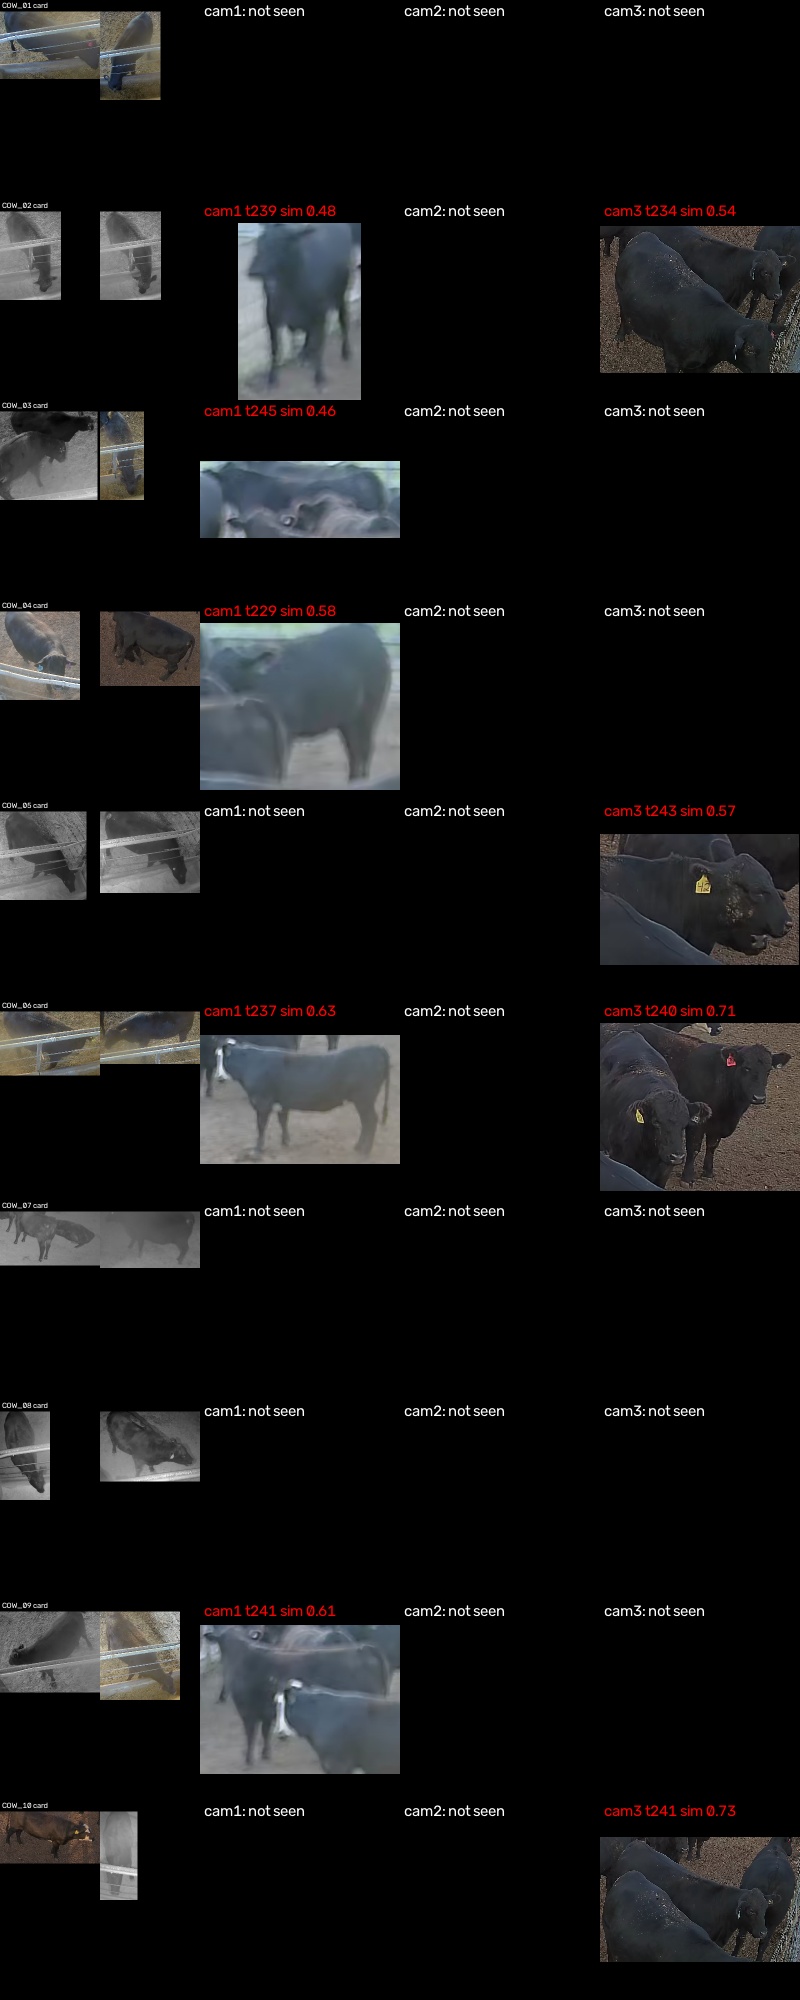 COW_01 card
cam1: not seen
cam2: not seen
cam3: not seen
COW_02 card
cam1 t239 sim 0.48
cam2: not seen
cam3 t234 sim 0.54
COW_03 card
cam1 t245 sim 0.46
cam2: not seen
cam3: not seen
COW_04 card
cam1 t229 sim 0.58
cam2: not seen
cam3: not seen
COW_05 card
cam1: not seen
cam2: not seen
cam3 t243 sim 0.57
COW_06 card
cam1 t237 sim 0.63
cam2: not seen
cam3 t240 sim 0.71
COW_07 card
cam1: not seen
cam2: not seen
cam3: not seen
COW_08 card
cam1: not seen
cam2: not seen
cam3: not seen
COW_09 card
cam1 t241 sim 0.61
cam2: not seen
cam3: not seen
COW_10 card
cam1: not seen
cam2: not seen
cam3 t241 sim 0.73